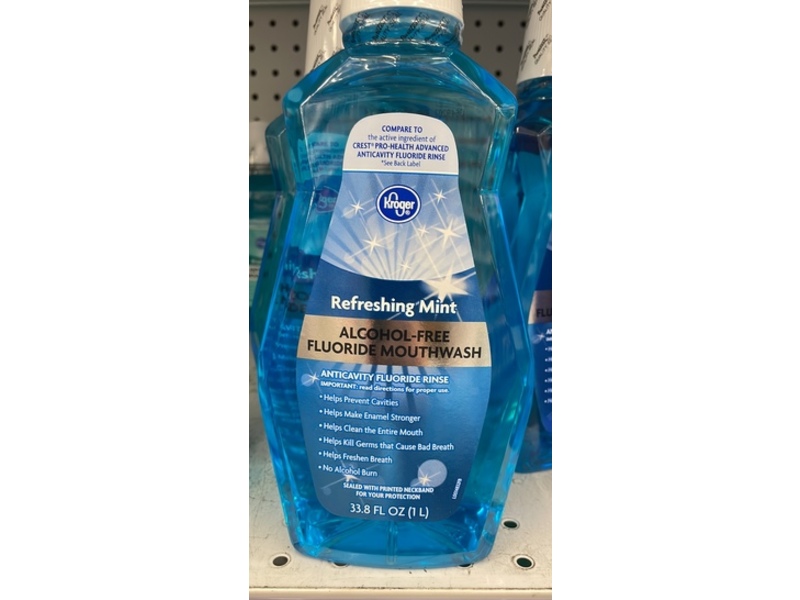 COMPARE TO
the active ingredient of
CREST® PRO-HEALTH ADVANCED
ANTICAVITY FLUORIDE RINSE
*See Back Label
Kroger®
Refreshing Mint
ALCOHOL-FREE
FLUORIDE MOUTHWASH
ANTICAVITY FLUORIDE RINSE
IMPORTANT: read directions for proper use.
• Helps Prevent Cavities
• Helps Make Enamel Stronger
• Helps Clean the Entire Mouth
• Helps Kill Germs that Cause Bad Breath
• Helps Freshen Breath
• No Alcohol Burn
SEALED WITH PRINTED NECKBAND
FOR YOUR PROTECTION
33.8 FL OZ (1 L)